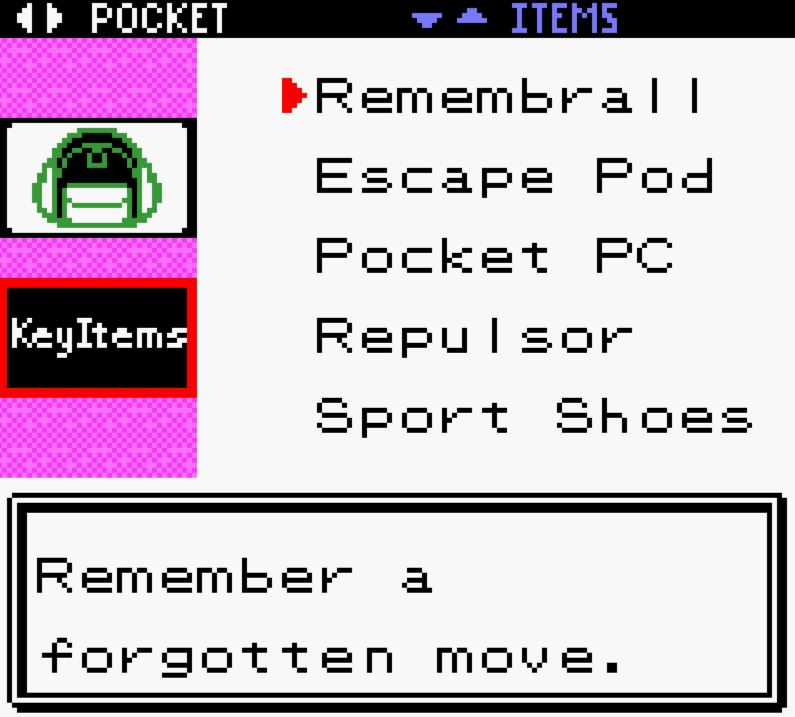 POCKET ITEMS
Remembrall
Escape Pod
Pocket PC
KeyItems
Repulsor
Sport Shoes
Remember a
forgotten move.